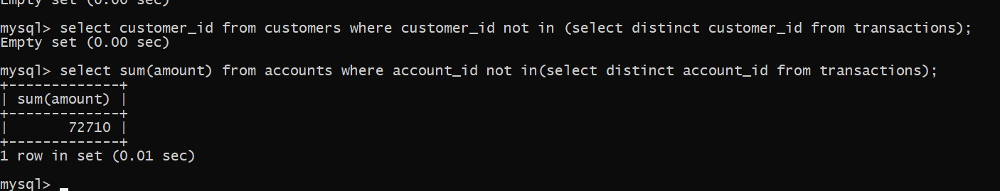 Empty set (0.00 sec)
mysql> select customer_id from customers where customer_id not in (select distinct customer_id from transactions);
Empty set (0.00 sec)
mysql> select sum(amount) from accounts where account_id not in(select distinct account_id from transactions);
+-------------+
| sum(amount) |
+-------------+
|       72710 |
+-------------+
1 row in set (0.01 sec)
mysql>